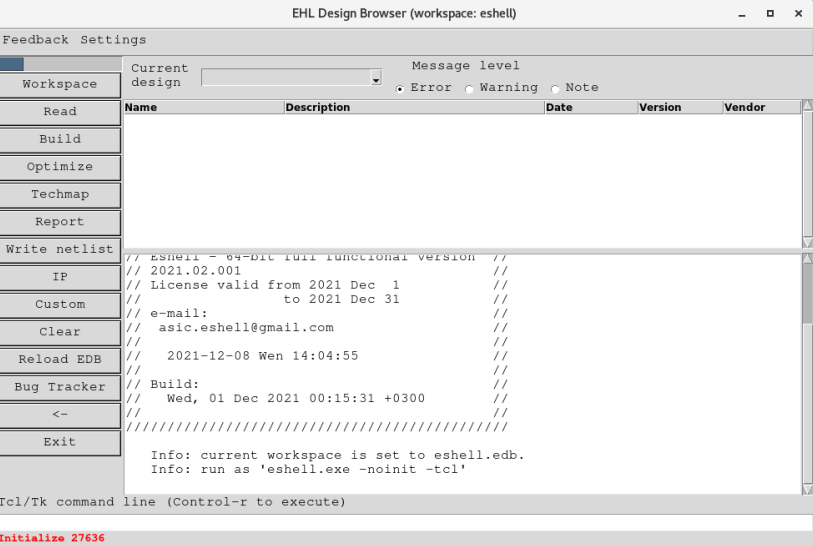 EHL Design Browser (workspace: eshell)
Feedback Settings
Workspace
Read
Build
Optimize
Techmap
Report
Write netlist
IP
Custom
Clear
Reload EDB
Bug Tracker
<-
Exit
Current design
Message level
Error Warning Note
Name Description Date Version Vendor
// Eshell - 64-bit full functional version //
// 2021.02.001 //
// License valid from 2021 Dec 1 //
// to 2021 Dec 31 //
// e-mail: //
// asic.eshell@gmail.com //
// //
// 2021-12-08 Wen 14:04:55 //
// //
// Build: //
// Wed, 01 Dec 2021 00:15:31 +0300 //
// //
//////////////////////////////////////////////
Info: current workspace is set to eshell.edb.
Info: run as 'eshell.exe -noinit -tcl'
Tcl/Tk command line (Control-r to execute)
Initialize 27636